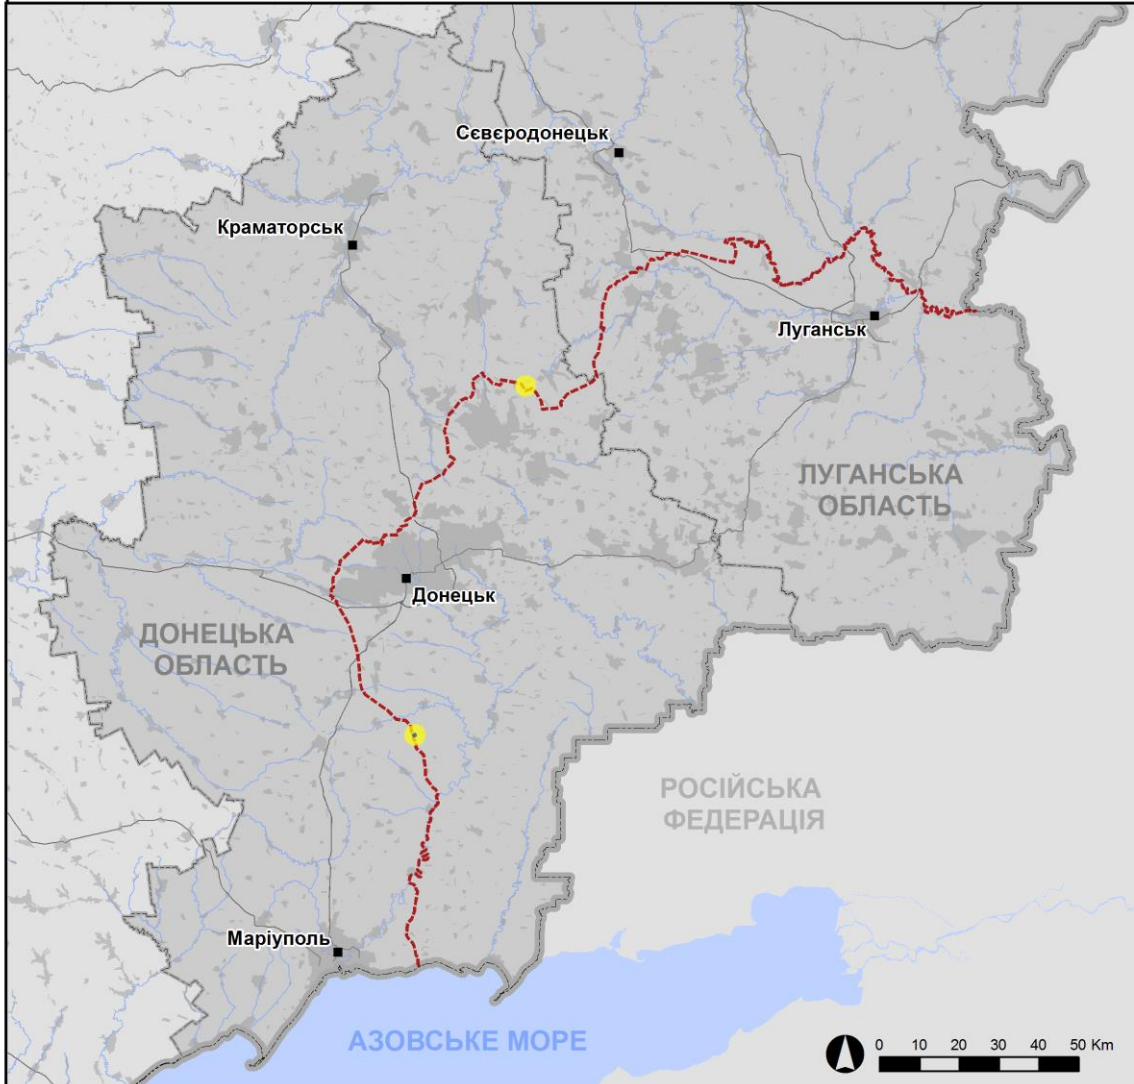 Сєвєродонецьк
Краматорськ
Луганськ
ЛУГАНСЬКА
ОБЛАСТЬ
Донецьк
ДОНЕЦЬКА
ОБЛАСТЬ
РОСІЙСЬКА
ФЕДЕРАЦІЯ
Маріуполь
АЗОВСЬКЕ МОРЕ
0 10 20 30 40 50 Km